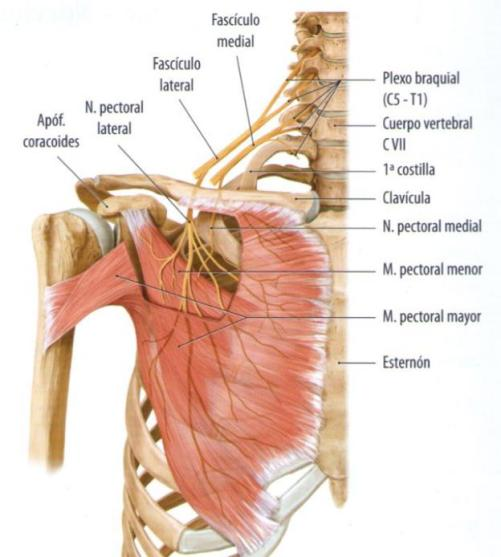 Fascículo
medial
Fascículo
lateral
N. pectoral
lateral
Apóf.
coracoides
Plexo braquial
(C5 - T1)
Cuerpo vertebral
C VII
1ª costilla
Clavícula
N. pectoral medial
M. pectoral menor
M. pectoral mayor
Esternón